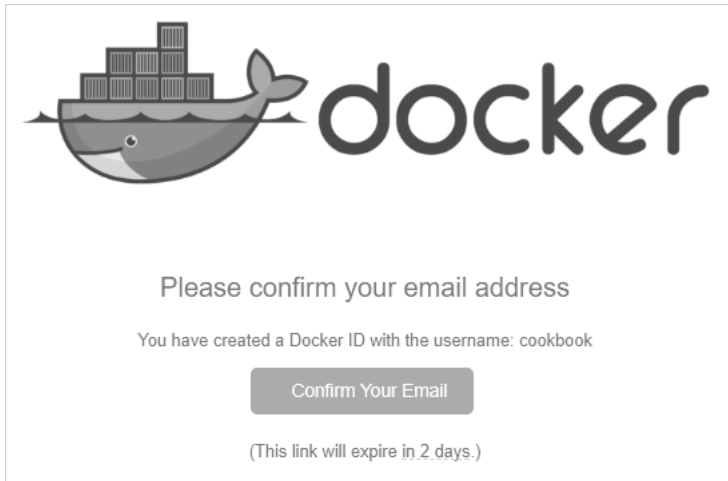 docker
Please confirm your email address
You have created a Docker ID with the username: cookbook
Confirm Your Email
(This link will expire in 2 days.)